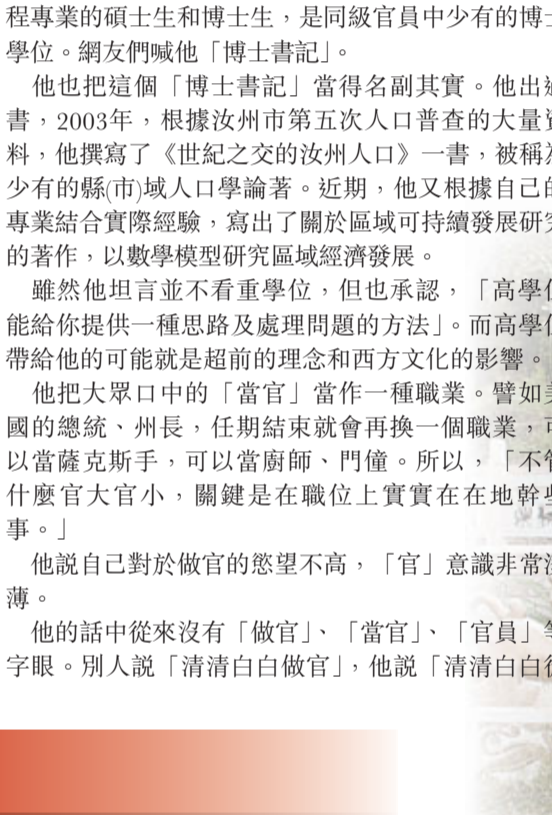 程專業的碩士生和博士生，是同級官員中少有的博士
學位。網友們喊他「博士書記」。
他也把這個「博士書記」當得名副其實。他出過
書，2003年，根據汝州市第五次人口普查的大量資
料，他撰寫了《世紀之交的汝州人口》一書，被稱為
少有的縣(市)域人口學論著。近期，他又根據自己的
專業結合實際經驗，寫出了關於區域可持續發展研究
的著作，以數學模型研究區域經濟發展。
雖然他坦言並不看重學位，但也承認，「高學位
能給你提供一種思路及處理問題的方法」。而高學位
帶給他的可能就是超前的理念和西方文化的影響。
他把大眾口中的「當官」當作一種職業。譬如美
國的總統、州長，任期結束就會再換一個職業，可
以當薩克斯手，可以當廚師、門僮。所以，「不管
什麼官大官小，關鍵是在職位上實實在在地幹些
事。」
他說自己對於做官的慾望不高，「官」意識非常淡
薄。
他的話中從來沒有「做官」、「當官」、「官員」等
字眼。別人說「清清白白做官」，他說「清清白白從